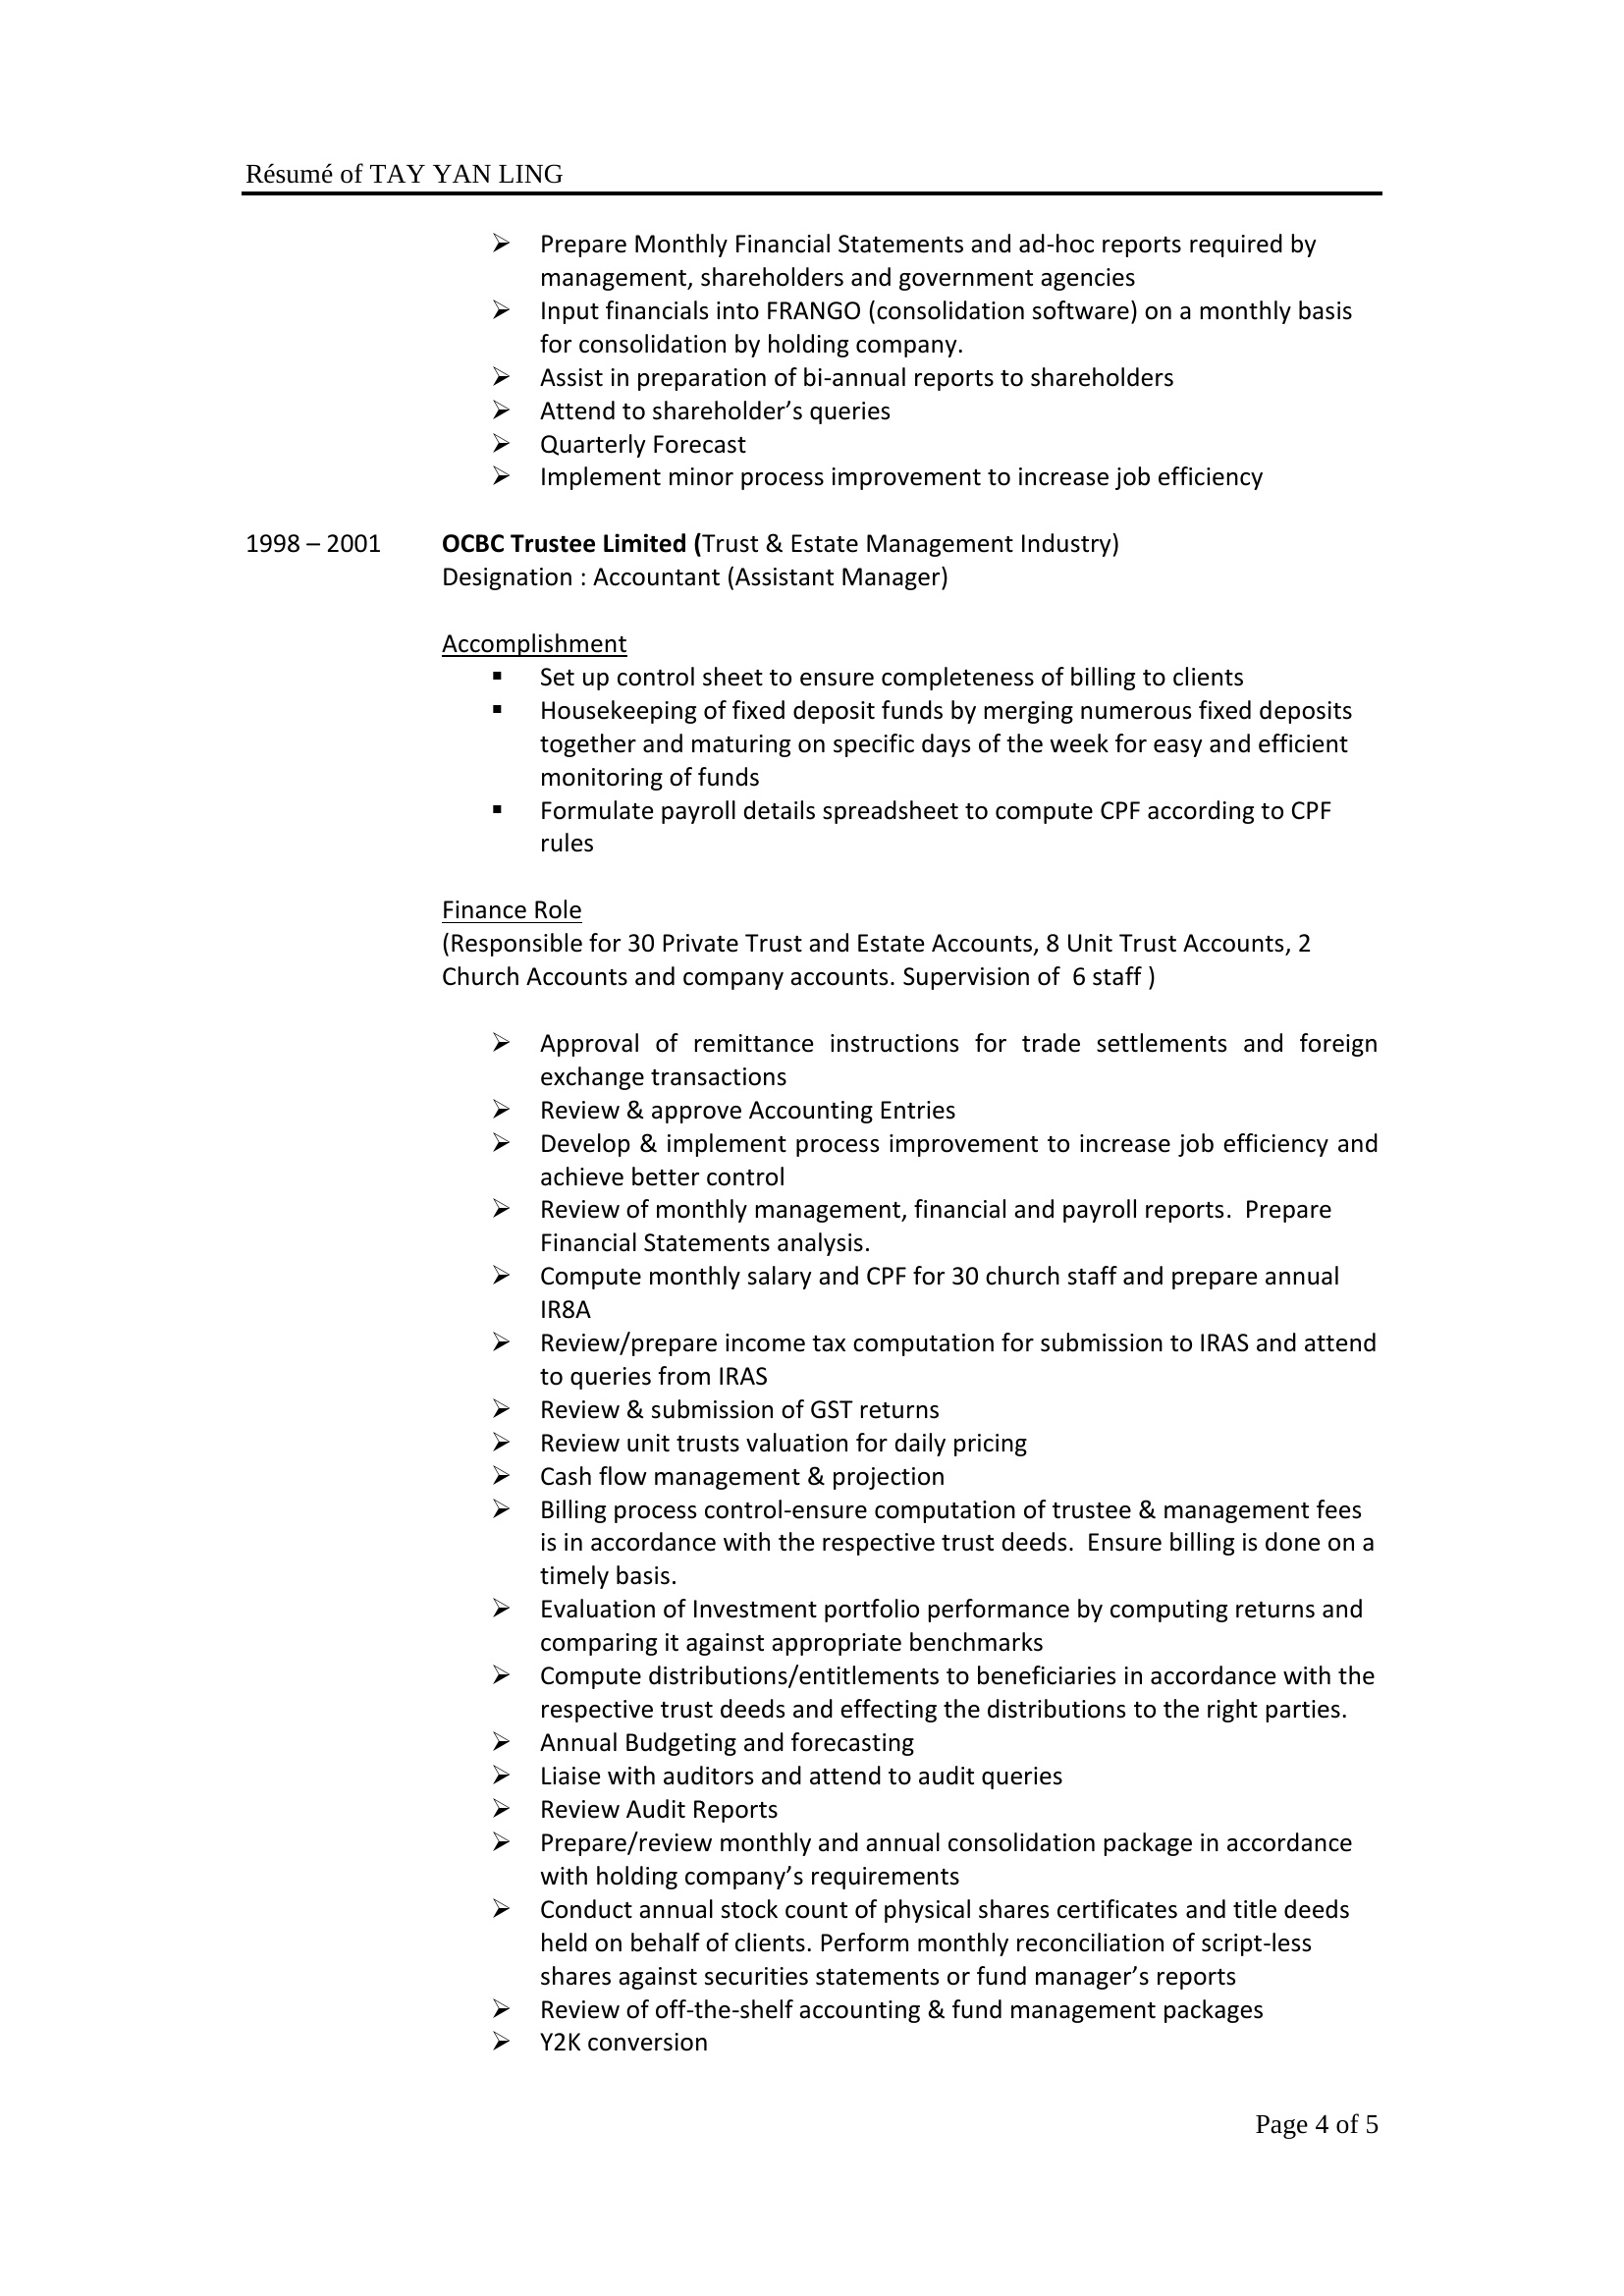 Résumé of TAY YAN LING
➢ Prepare Monthly Financial Statements and ad-hoc reports required by
management, shareholders and government agencies
➢ Input financials into FRANGO (consolidation software) on a monthly basis
for consolidation by holding company.
➢ Assist in preparation of bi-annual reports to shareholders
➢ Attend to shareholder’s queries
➢ Quarterly Forecast
➢ Implement minor process improvement to increase job efficiency
1998 – 2001 OCBC Trustee Limited (Trust & Estate Management Industry)
Designation : Accountant (Assistant Manager)
Accomplishment
▪ Set up control sheet to ensure completeness of billing to clients
▪ Housekeeping of fixed deposit funds by merging numerous fixed deposits
together and maturing on specific days of the week for easy and efficient
monitoring of funds
▪ Formulate payroll details spreadsheet to compute CPF according to CPF
rules
Finance Role
(Responsible for 30 Private Trust and Estate Accounts, 8 Unit Trust Accounts, 2
Church Accounts and company accounts. Supervision of  6 staff )
➢ Approval of remittance instructions for trade settlements and foreign
exchange transactions
➢ Review & approve Accounting Entries
➢ Develop & implement process improvement to increase job efficiency and
achieve better control
➢ Review of monthly management, financial and payroll reports.  Prepare
Financial Statements analysis.
➢ Compute monthly salary and CPF for 30 church staff and prepare annual
IR8A
➢ Review/prepare income tax computation for submission to IRAS and attend
to queries from IRAS
➢ Review & submission of GST returns
➢ Review unit trusts valuation for daily pricing
➢ Cash flow management & projection
➢ Billing process control-ensure computation of trustee & management fees
is in accordance with the respective trust deeds.  Ensure billing is done on a
timely basis.
➢ Evaluation of Investment portfolio performance by computing returns and
comparing it against appropriate benchmarks
➢ Compute distributions/entitlements to beneficiaries in accordance with the
respective trust deeds and effecting the distributions to the right parties.
➢ Annual Budgeting and forecasting
➢ Liaise with auditors and attend to audit queries
➢ Review Audit Reports
➢ Prepare/review monthly and annual consolidation package in accordance
with holding company’s requirements
➢ Conduct annual stock count of physical shares certificates and title deeds
held on behalf of clients. Perform monthly reconciliation of script-less
shares against securities statements or fund manager’s reports
➢ Review of off-the-shelf accounting & fund management packages
➢ Y2K conversion
Page 4 of 5